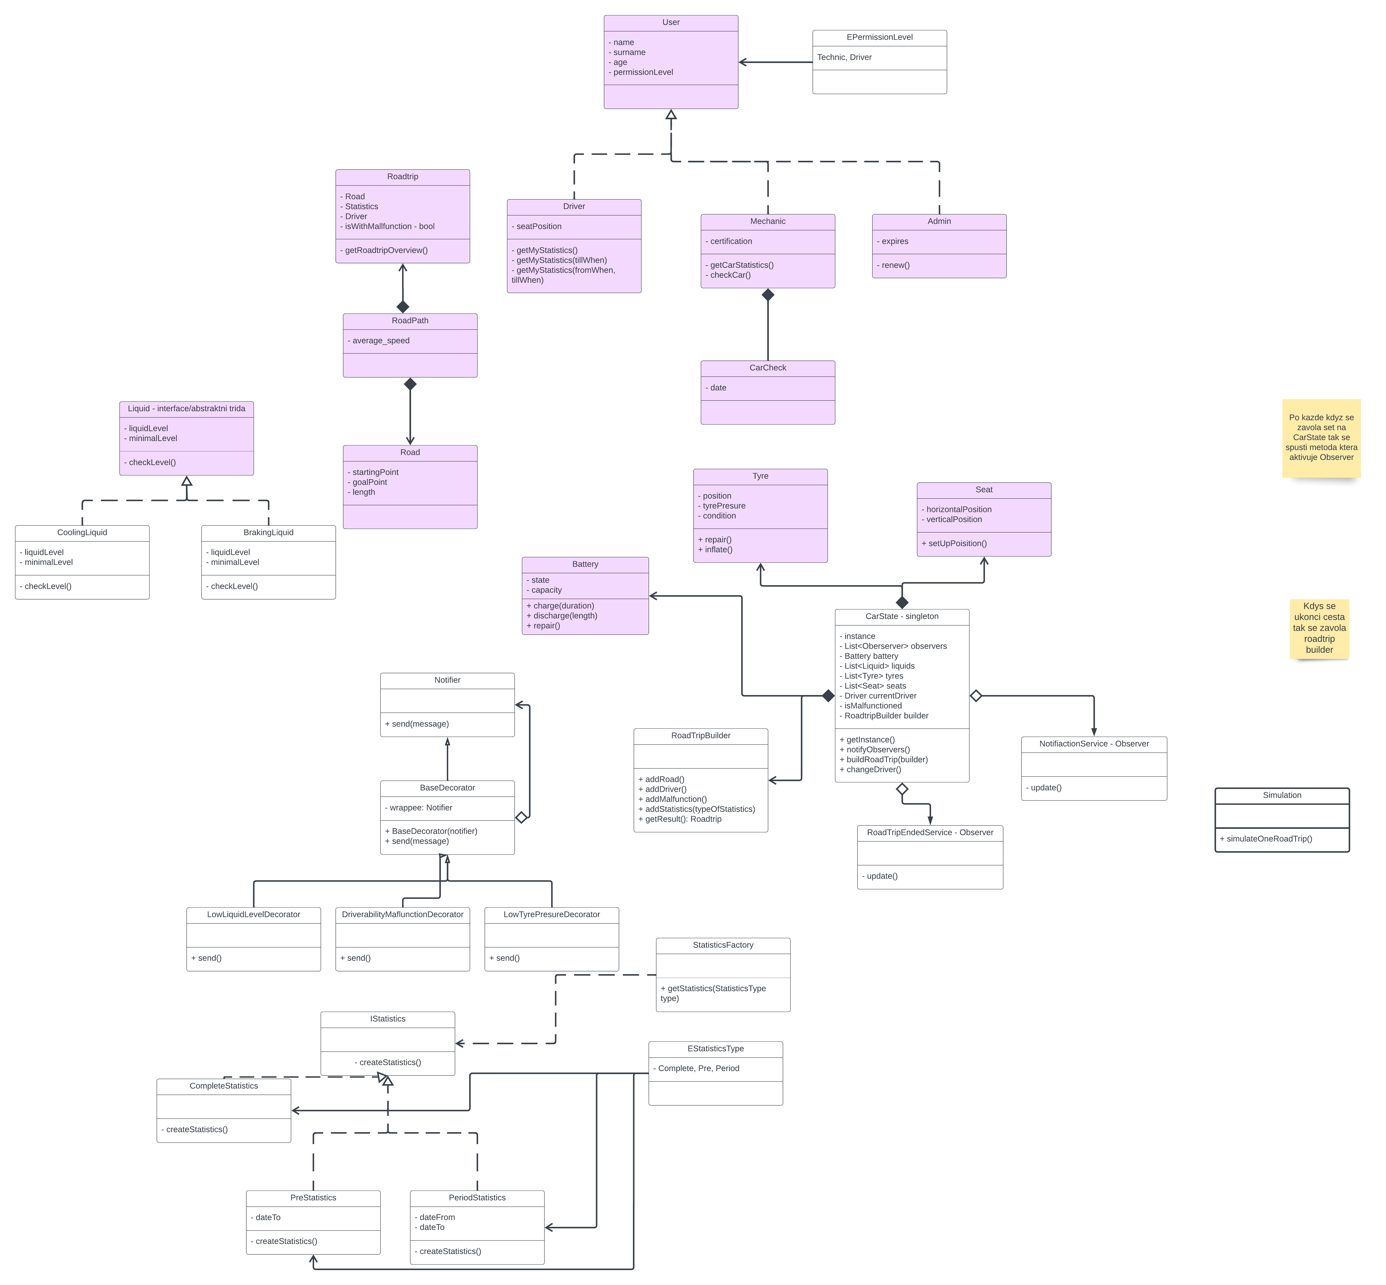 User
- name
- surname
- age
- permissionLevel
EPermissionLevel
Technic, Driver
Roadtrip
- Road
- Statistics
- Driver
- isWithMallfunction - bool
- getRoadtripOverview()
Driver
- seatPosition
- getMyStatistics()
- getMyStatistics(tillWhen)
- getMyStatistics(fromWhen,
tillWhen)
Mechanic
- certification
- getCarStatistics()
- checkCar()
Admin
- expires
- renew()
RoadPath
- average_speed
CarCheck
- date
Liquid - interface/abstraktni trida
- liquidLevel
- minimalLevel
- checkLevel()
Road
- startingPoint
- goalPoint
- length
Po kazde kdyz se
zavola set na
CarState tak se
spusti metoda ktera
aktivuje Observer
CoolingLiquid
- liquidLevel
- minimalLevel
- checkLevel()
BrakingLiquid
- liquidLevel
- minimalLevel
- checkLevel()
Tyre
- position
- tyrePresure
- condition
+ repair()
+ inflate()
Seat
- horizontalPosition
- verticalPosition
+ setUpPoisition()
Battery
- state
- capacity
+ charge(duration)
+ discharge(length)
+ repair()
CarState - singleton
- instance
- List<Oberserver> observers
- Battery battery
- List<Liquid> liquids
- List<Tyre> tyres
- List<Seat> seats
- Driver currentDriver
- isMalfunctioned
- RoadtripBuilder builder
+ getInstance()
+ notifyObservers()
+ buildRoadTrip(builder)
+ changeDriver()
Kdys se
ukonci cesta
tak se zavola
roadtrip
builder
Notifier
+ send(message)
RoadTripBuilder
+ addRoad()
+ addDriver()
+ addMalfunction()
+ addStatistics(typeOfStatistics)
+ getResult(): Roadtrip
NotifiactionService - Observer
- update()
BaseDecorator
- wrappee: Notifier
+ BaseDecorator(notifier)
+ send(message)
RoadTripEndedService - Observer
- update()
Simulation
+ simulateOneRoadTrip()
LowLiquidLevelDecorator
+ send()
DriverabilityMaflunctionDecorator
+ send()
LowTyrePresureDecorator
+ send()
StatisticsFactory
+ getStatistics(StatisticsType
type)
IStatistics
- createStatistics()
EStatisticsType
- Complete, Pre, Period
CompleteStatistics
- createStatistics()
PreStatistics
- dateTo
- createStatistics()
PeriodStatistics
- dateFrom
- dateTo
- createStatistics()